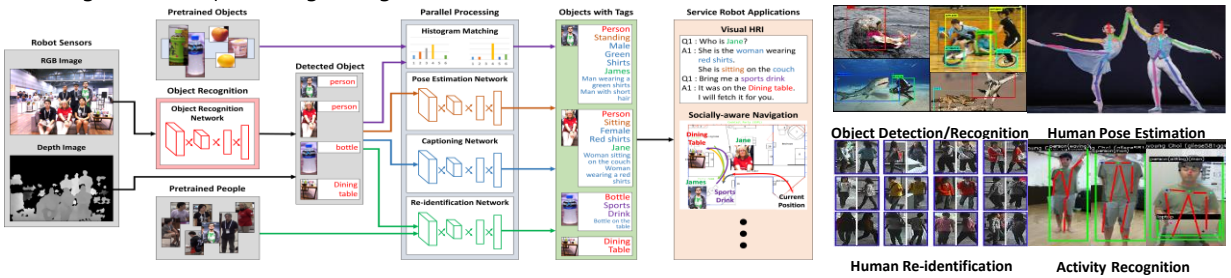 Robot Sensors
RGB Image
Depth Image
Pretrained Objects
Object Recognition
Object Recognition
Network
Pretrained People
Detected Object
person
person
bottle
Dining
table
Parallel Processing
Histogram Matching
Pose Estimation Network
Captioning Network
Re-identification Network
Objects with Tags
Person
Standing
Male
Green
Shirts
James
Man wearing a
green shirts
Man with short
hair
Person
Sitting
Female
Red shirts
Jane
Woman sitting
on the couch
Woman
wearing a red
shirts
Bottle
Sports
Drink
Bottle on the
table
Dining
Table
Service Robot Applications
Visual HRI
Q1 : Who is Jane?
A1 : She is the woman wearing
red shirts.
She is sitting on the couch
Q1 : Bring me a sports drink
A1 : It was on the Dining table.
I will fetch it for you.
Socially-aware Navigation
Dining
Table
Jane
James
Sports
Drink
Current
Position
Object Detection/Recognition
Human Pose Estimation
Human Re-identification
Activity Recognition